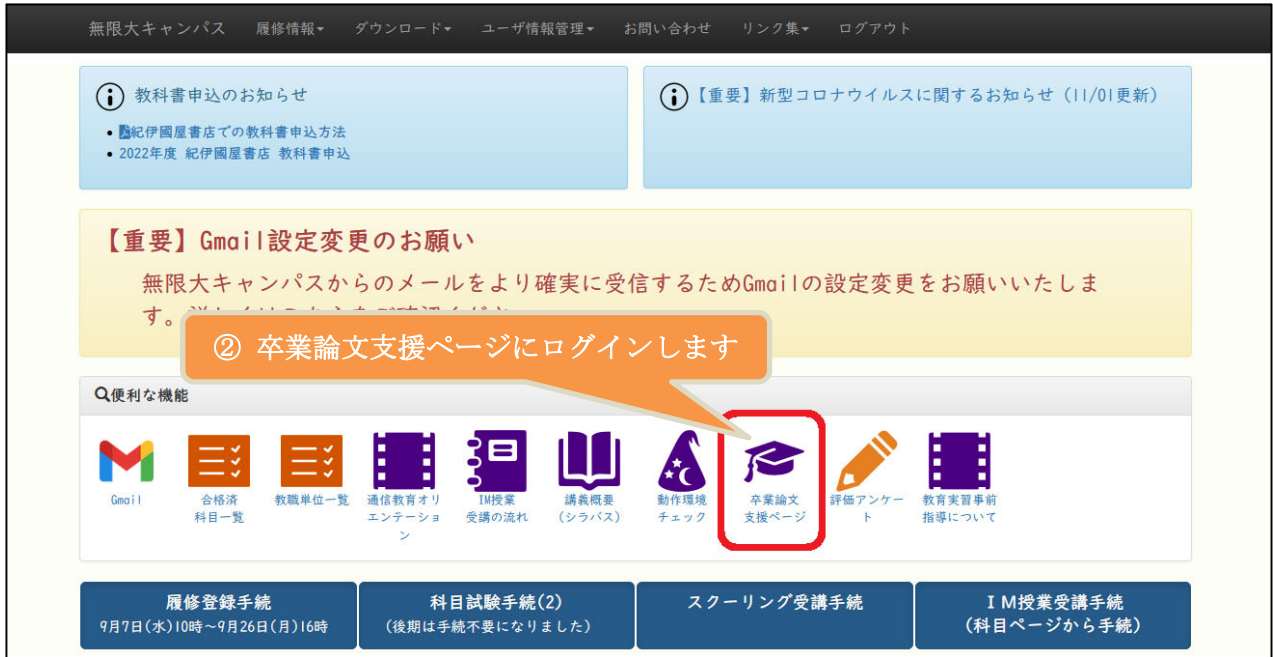 無限大キャンパス 履修情報 ダウンロード ユーザ情報管理 お問い合わせ リンク集 ログアウト
教科書申込のお知らせ
紀伊國屋書店での教科書申込方法
2022年度 紀伊國屋書店 教科書申込
【重要】新型コロナウイルスに関するお知らせ (11/01更新)
【重要】Gmail設定変更のお願い
無限大キャンパスからのメールをより確実に受信するためGmailの設定変更をお願いいたしま
す。
② 卒業論文支援ページにログインします
便利な機能
Gmail
合格済
科目一覧
教職単位一覧
通信教育オリ
エンテーショ
ン
IM授業
受講の流れ
講義概要
(シラバス)
動作環境
チェック
卒業論文
支援ページ
評価アンケー
ト
教育実習事前
指導について
履修登録手続
9月7日(水)10時~9月26日(月)16時
科目試験手続(2)
(後期は手続不要になりました)
スクーリング受講手続
IM授業受講手続
(科目ページから手続)